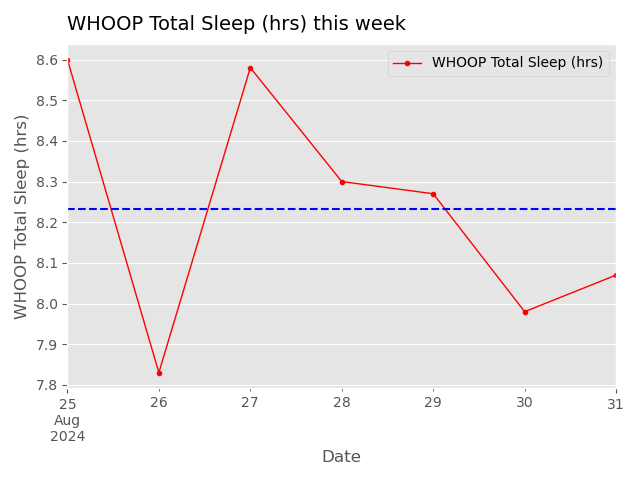 WHOOP Total Sleep (hrs) this week
WHOOP Total Sleep (hrs)
WHOOP Total Sleep (hrs)
8.6
8.5
8.4
8.3
8.2
8.1
8.0
7.9
7.8
25 26 27 28 29 30 31
Aug
2024
Date